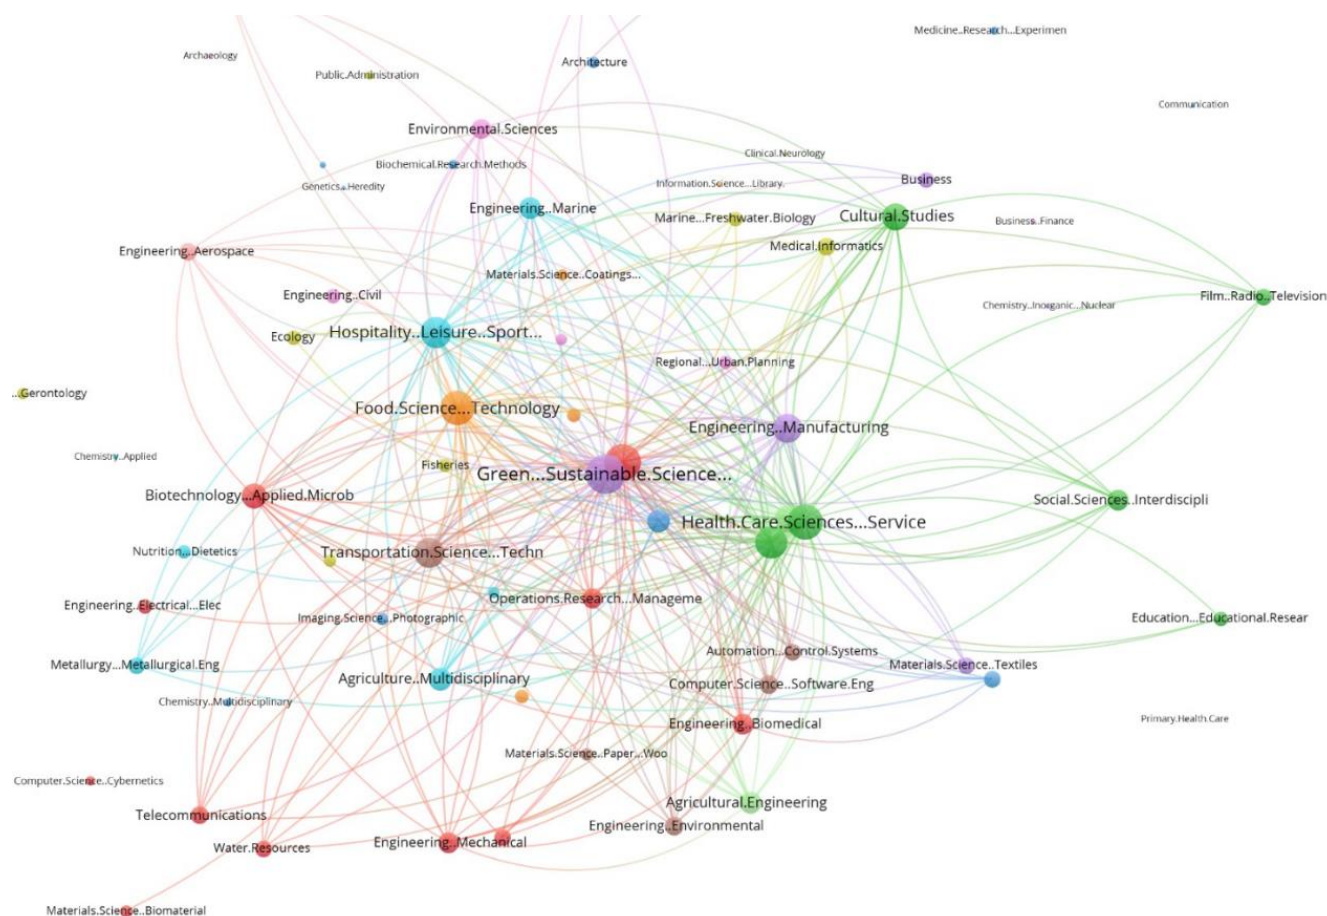 Medicine..Research...Experimen
Archaeology
Architecture
Public.Administration
Communication
Environmental.Sciences
Clinical.Neurology
Biochemical.Research.Methods
Business
Information.Science...Library.
Genetics...Heredity
Engineering..Marine
Marine...Freshwater.Biology
Cultural.Studies
Business..Finance
Medical.Informatics
Engineering..Aerospace
Materials.Science..Coatings...
Engineering..Civil
Film..Radio..Television
Chemistry..Inorganic...Nuclear
Hospitality..Leisure..Sport...
Ecology
Regional...Urban.Planning
...Gerontology
Food.Science...Technology
Engineering..Manufacturing
Chemistry..Applied
Fisheries
Green...Sustainable.Science...
Biotechnology...Applied.Microb
Social.Sciences..Interdiscipli
Health.Care.Sciences...Service
Nutrition...Dietetics
Transportation.Science...Techn
Operations.Research...Manageme
Engineering..Electrical...Elec
Imaging.Science...Photographic
Education...Educational.Resear
Automation...Control.Systems
Metallurgy...Metallurgical.Eng
Materials.Science..Textiles
Agriculture..Multidisciplinary
Computer.Science..Software.Eng
Chemistry..Multidisciplinary
Primary.Health.Care
Engineering..Biomedical
Materials.Science..Paper...Woo
Computer.Science..Cybernetics
Agricultural.Engineering
Telecommunications
Engineering..Environmental
Engineering..Mechanical
Water.Resources
Materials.Science..Biomaterial